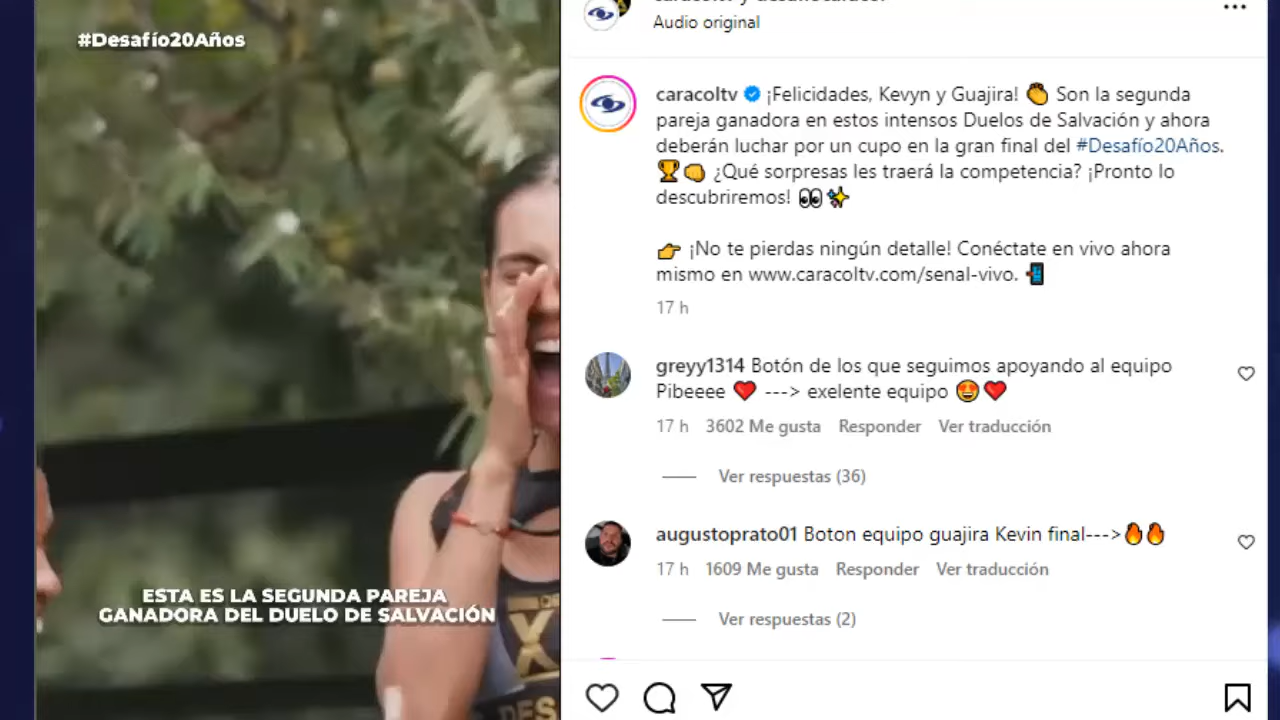 #Desafío20Años
Audio original
caracoltv ¡Felicidades, Kevyn y Guajira! 👏 Son la segunda
pareja ganadora en estos intensos Duelos de Salvación y ahora
deberán luchar por un cupo en la gran final del #Desafío20Años.
🏆👊 ¿Qué sorpresas les traerá la competencia? ¡Pronto lo
descubriremos! 👀✨
👉 ¡No te pierdas ningún detalle! Conéctate en vivo ahora
mismo en www.caracoltv.com/senal-vivo. 📲
17 h
greyy1314 Botón de los que seguimos apoyando al equipo
Pibeeee ❤️ ---> exelente equipo 😍❤️
17 h 3602 Me gusta Responder Ver traducción
Ver respuestas (36)
augustoprato01 Boton equipo guajira Kevin final--->🔥🔥
17 h 1609 Me gusta Responder Ver traducción
Ver respuestas (2)
ESTA ES LA SEGUNDA PAREJA
GANADORA DEL DUELO DE SALVACIÓN